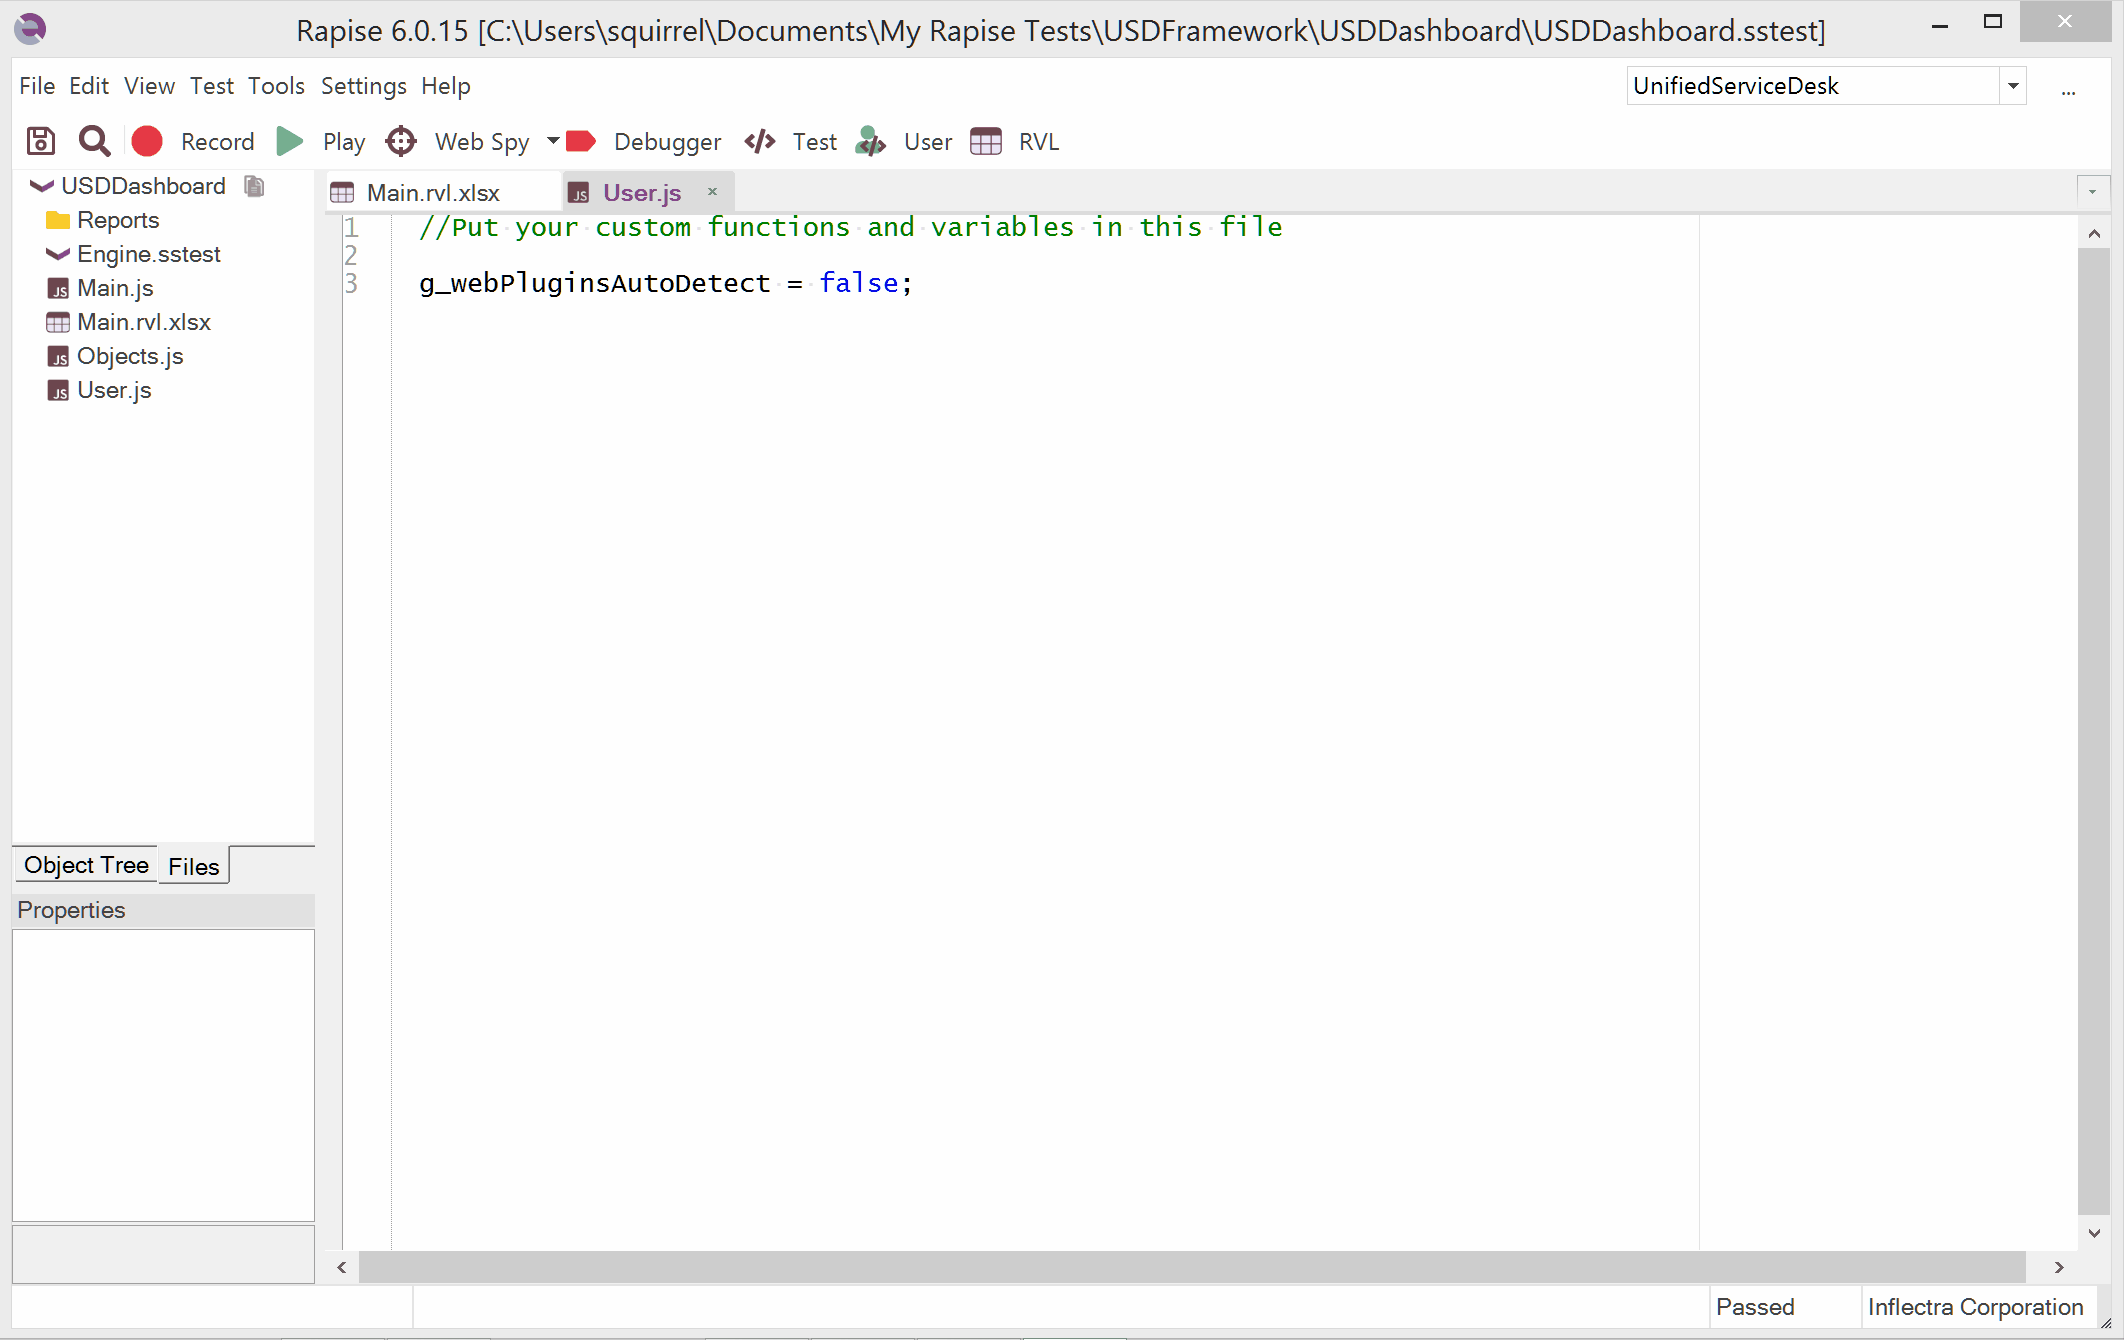 Rapise 6.0.15 [C:\Users\squirrel\Documents\My Rapise Tests\USDFramework\USDDashboard\USDDashboard.sstest]
File Edit View Test Tools Settings Help
UnifiedServiceDesk
...
Record Play Web Spy Debugger Test User RVL
USDDashboard
Reports
Engine.sstest
Main.js
Main.rvl.xlsx
Objects.js
User.js
Main.rvl.xlsx
User.js
1 //Put your custom functions and variables in this file
2
3 g_webPluginsAutoDetect = false;
Object Tree Files
Properties
Passed
Inflectra Corporation